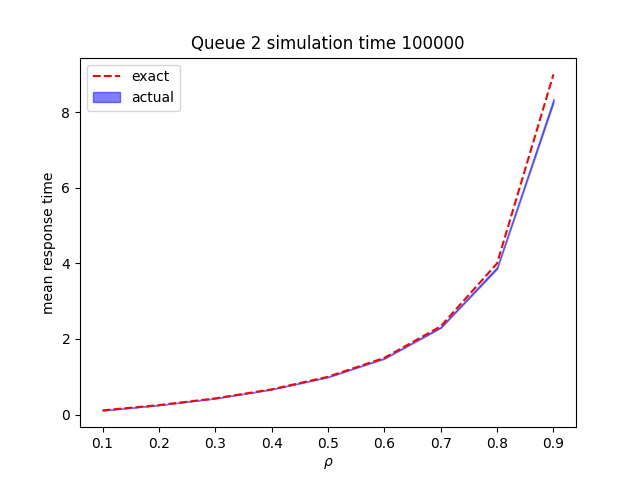 Queue 2 simulation time 100000
exact
actual
mean response time
8
6
4
2
0
0.1 0.2 0.3 0.4 0.5 0.6 0.7 0.8 0.9
ρ